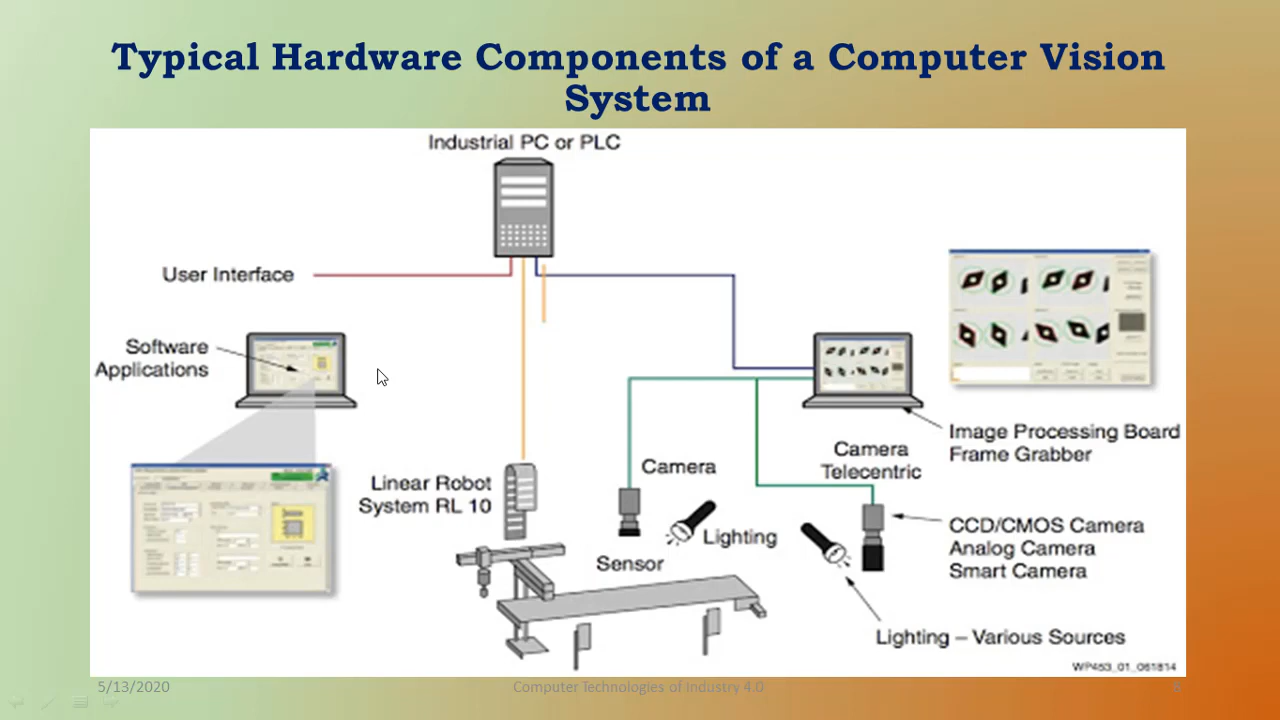 Typical Hardware Components of a Computer Vision
System
Industrial PC or PLC
User Interface
Software
Applications
Image Processing Board
Frame Grabber
Camera
Telecentric
Camera
Linear Robot
System RL 10
Lighting
CCD/CMOS Camera
Analog Camera
Smart Camera
Sensor
Lighting – Various Sources
WP453_01_061814
5/13/2020
Computer Technologies of Industry 4.0